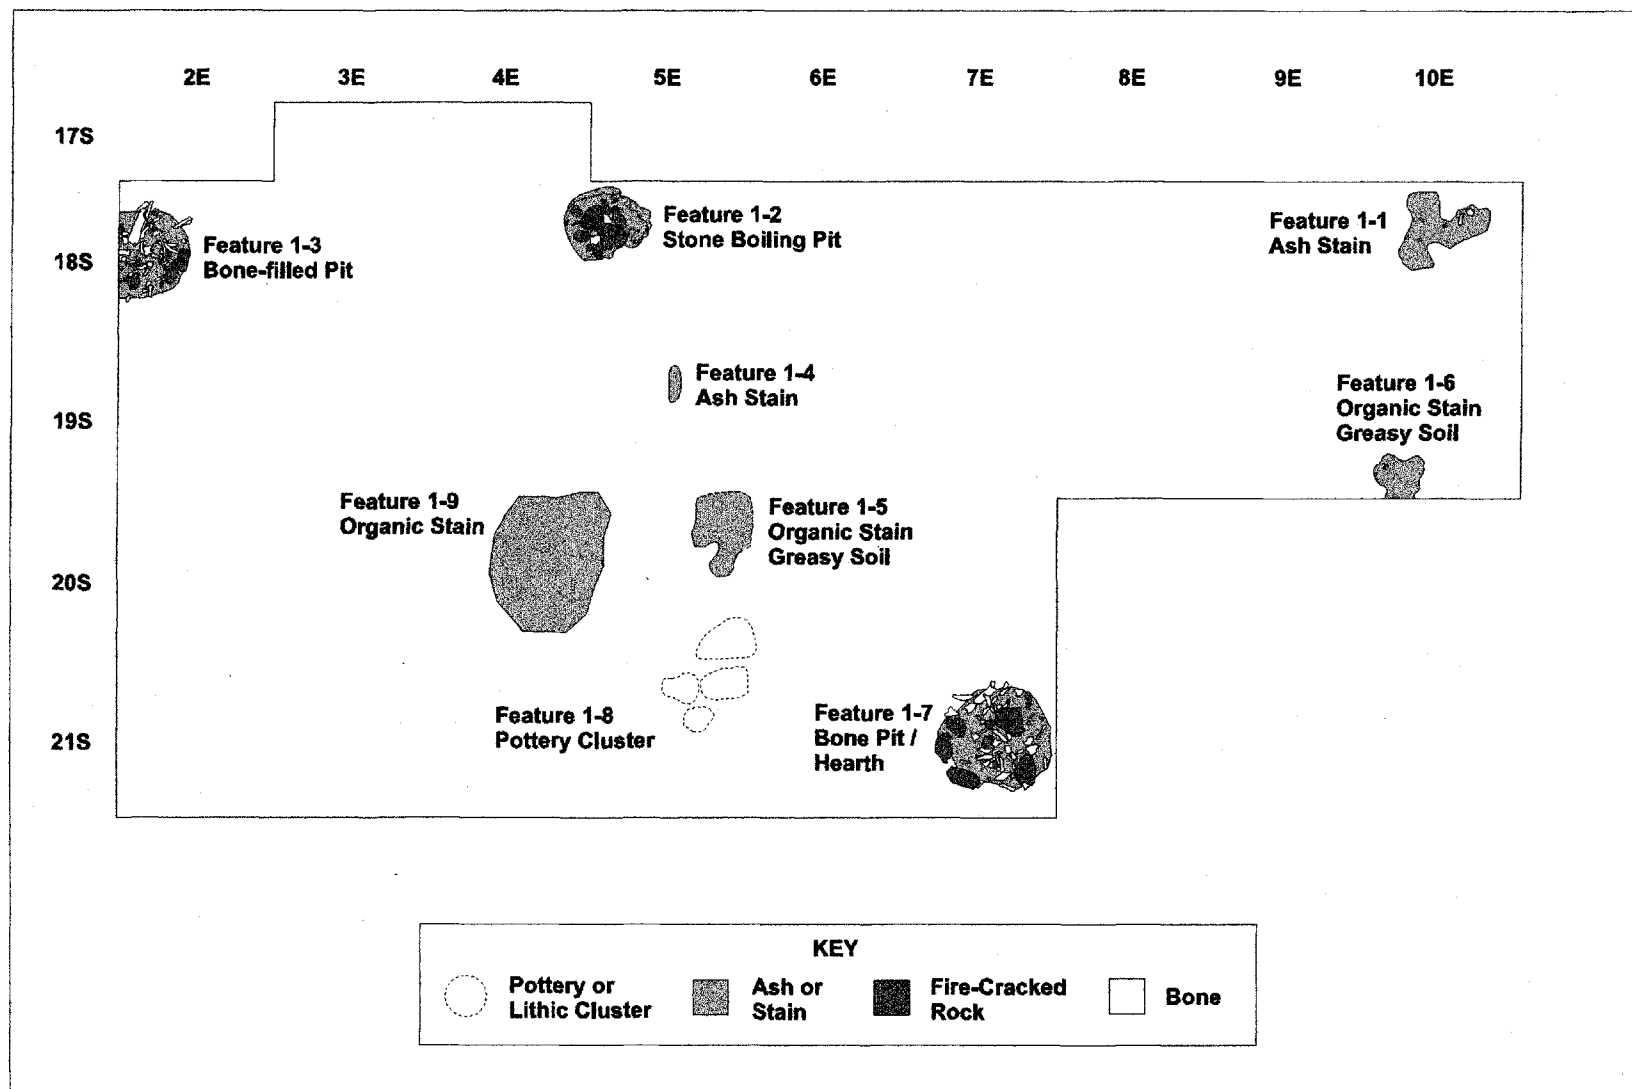 2E 3E 4E 5E 6E 7E 8E 9E 10E
17S
Feature 1-2
Stone Boiling Pit
Feature 1-1
Ash Stain
Feature 1-3
Bone-filled Pit
18S
Feature 1-4
Ash Stain
Feature 1-6
Organic Stain
Greasy Soil
19S
Feature 1-9
Organic Stain
Feature 1-5
Organic Stain
Greasy Soil
20S
Feature 1-8
Pottery Cluster
Feature 1-7
Bone Pit /
Hearth
21S
KEY
Pottery or
Lithic Cluster
Ash or
Stain
Fire-Cracked
Rock
Bone